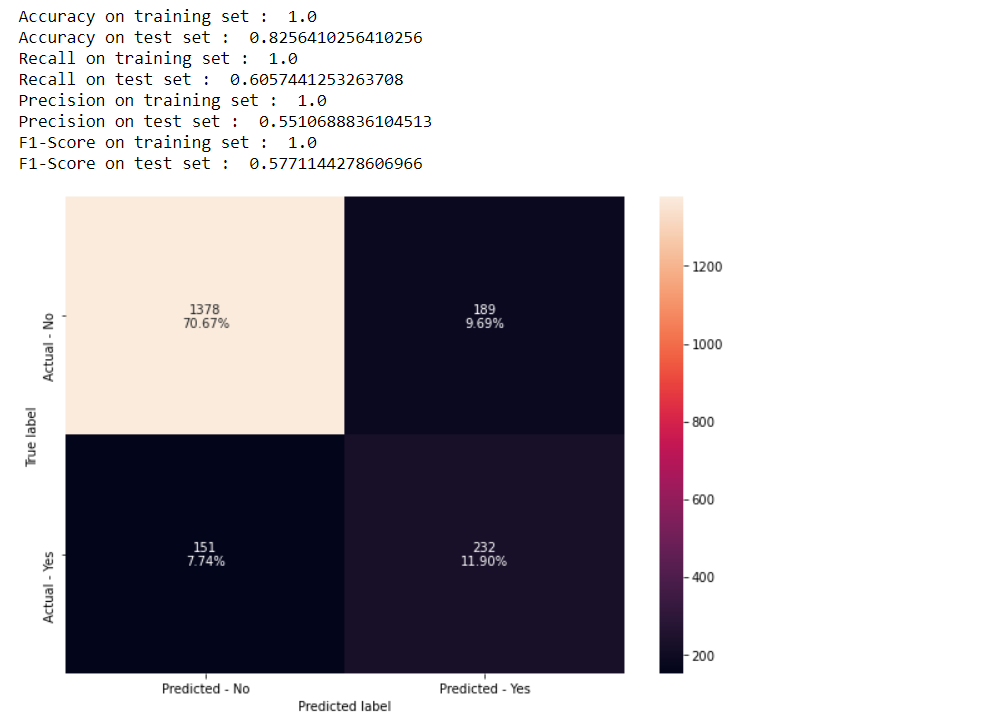 Accuracy on training set :  1.0
Accuracy on test set :  0.8256410256410256
Recall on training set :  1.0
Recall on test set :  0.6057441253263708
Precision on training set :  1.0
Precision on test set :  0.5510688836104513
F1-Score on training set :  1.0
F1-Score on test set :  0.5771144278606966
1378
70.67%
189
9.69%
151
7.74%
232
11.90%
Actual - No
Actual - Yes
True label
Predicted - No
Predicted - Yes
Predicted label
1200
1000
800
600
400
200